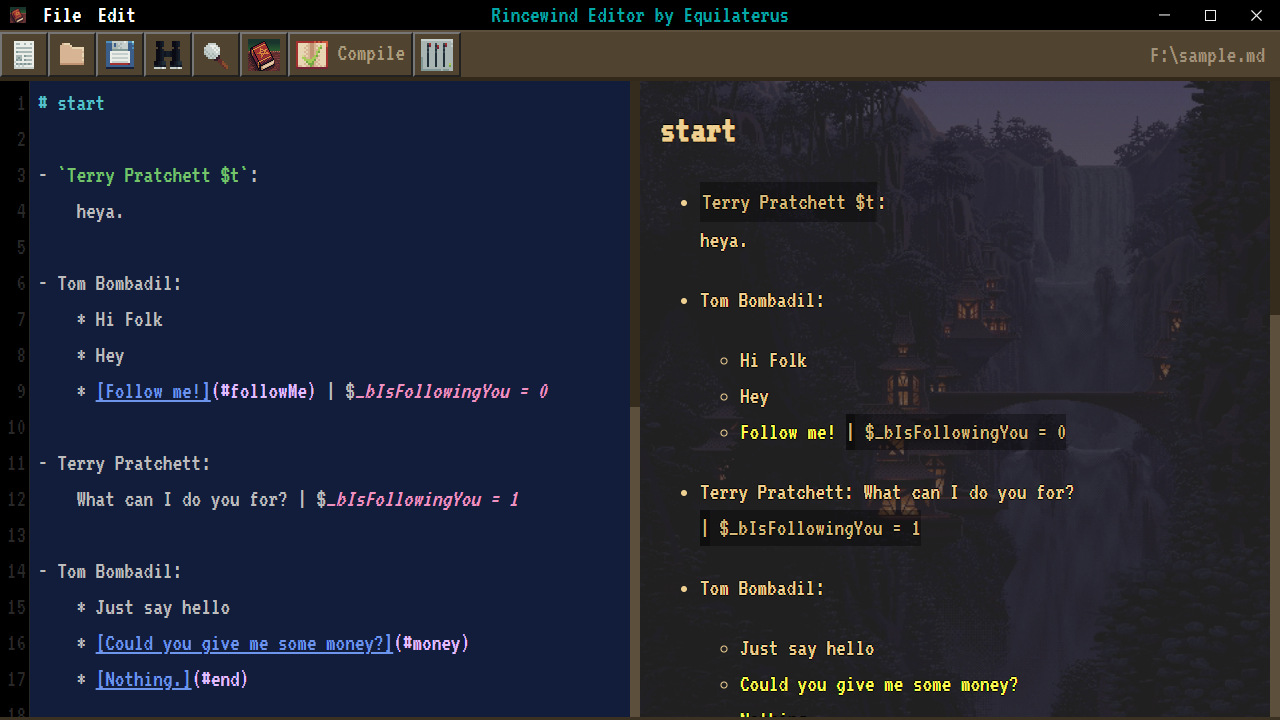 File Edit
Rincewind Editor by Equilaterus
Compile
F:\sample.md
1 # start
2
3 - `Terry Pratchett $t`:
4 heya.
5
6 - Tom Bombadil:
7 * Hi Folk
8 * Hey
9 * [Follow me!](#followMe) | $_bIsFollowingYou = 0
10
11 - Terry Pratchett:
12 What can I do you for? | $_bIsFollowingYou = 1
13
14 - Tom Bombadil:
15 * Just say hello
16 * [Could you give me some money?](#money)
17 * [Nothing.](#end)
18
start
• Terry Pratchett $t:
heya.
• Tom Bombadil:
◦ Hi Folk
◦ Hey
◦ Follow me! | $_bIsFollowingYou = 0
• Terry Pratchett: What can I do you for?
| $_bIsFollowingYou = 1
• Tom Bombadil:
◦ Just say hello
◦ Could you give me some money?